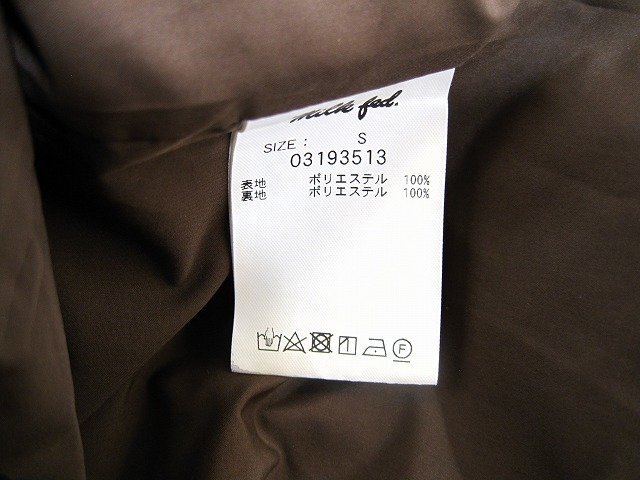 milk fed.
SIZE : S
03193513
表地 ポリエステル 100%
裏地 ポリエステル 100%
F